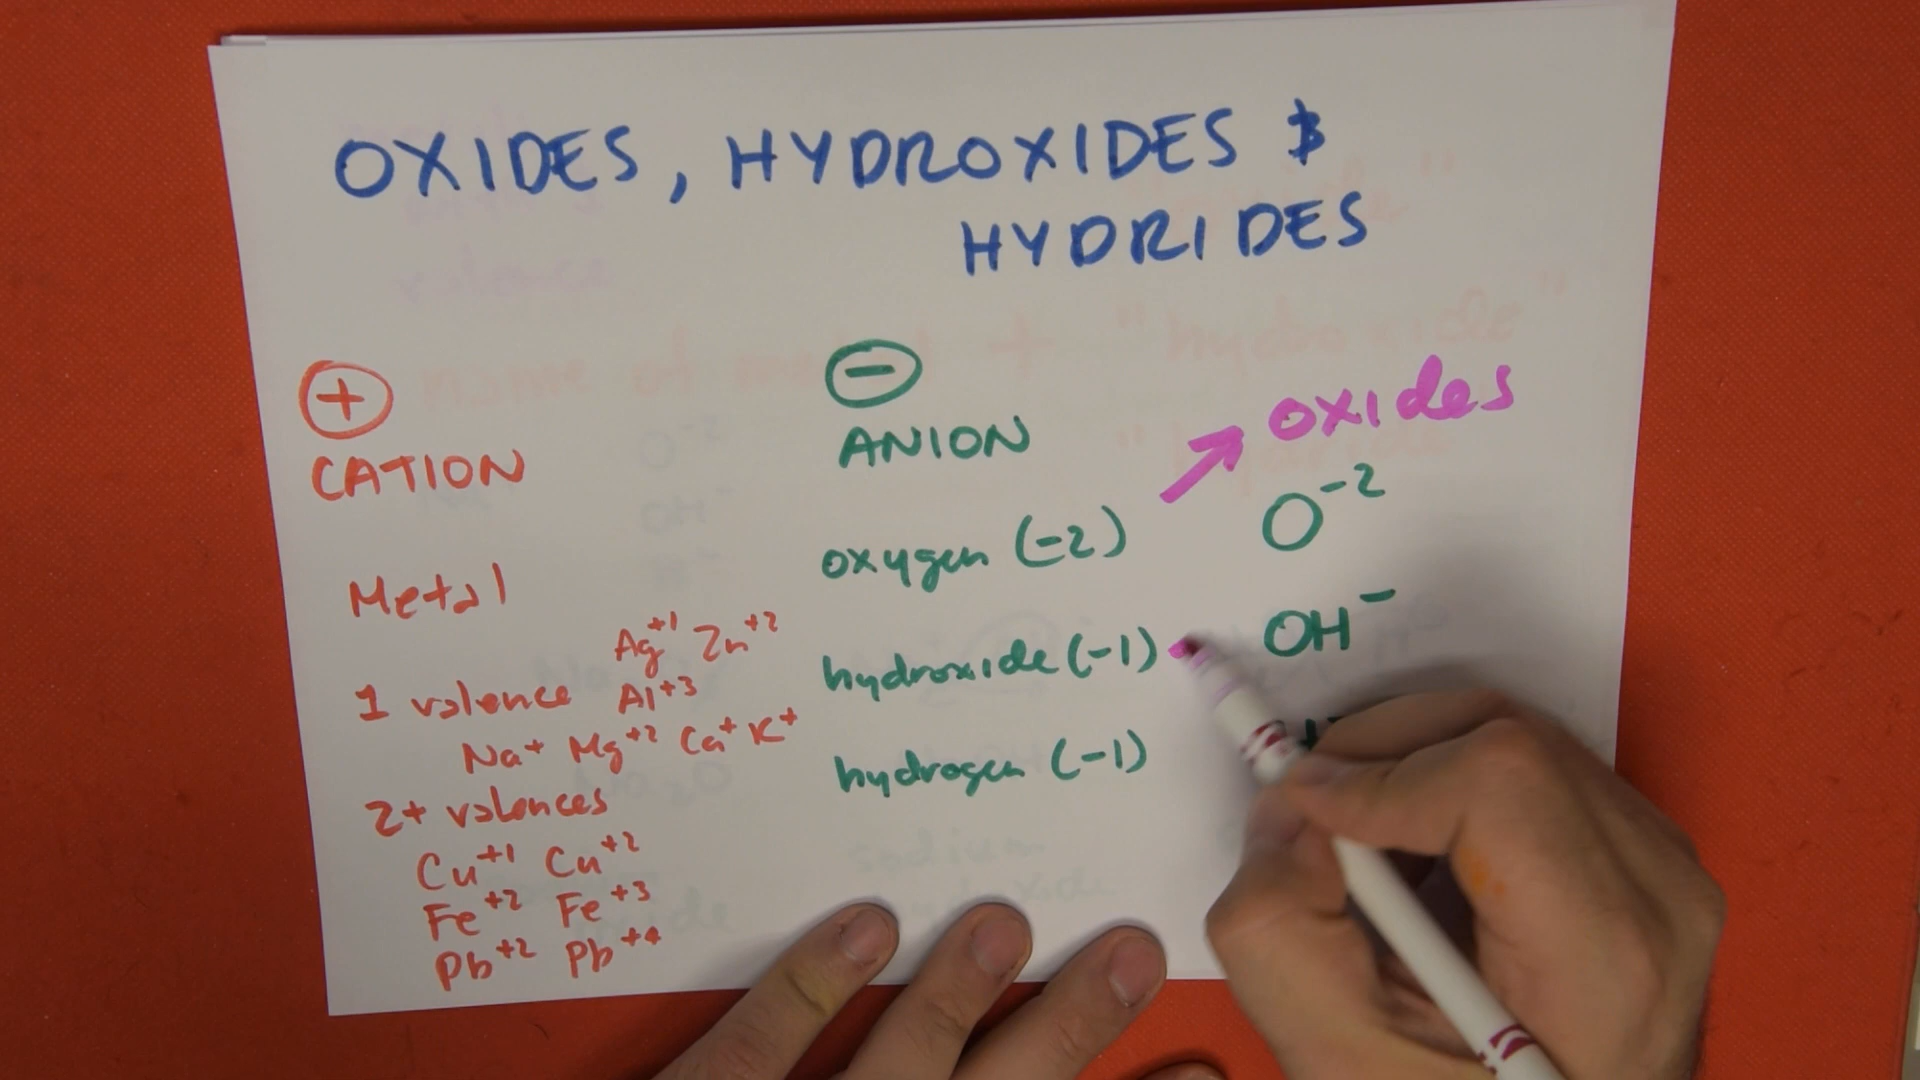 OXIDES, HYDROXIDES &
HYDRIDES
+
CATION
Metal
1 valence Ag+1 Zn+2
Al+3
Na+ Mg+2 Ca+ K+
2+ valences
Cu+1 Cu+2
Fe+2 Fe+3
Pb+2 Pb+4
−
ANION
oxygen (-2)
hydroxide (-1)
hydrogen (-1)
oxides
O-2
OH-